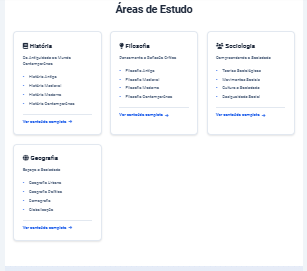 Áreas de Estudo
História
Da Antiguidade ao Mundo
Contemporâneo
História Antiga
História Medieval
História Moderna
História Contemporânea
Ver conteúdo completo →
Filosofia
Pensamento e Reflexão Crítica
Filosofia Antiga
Filosofia Medieval
Filosofia Moderna
Filosofia Contemporânea
Ver conteúdo completo →
Sociologia
Compreendendo a Sociedade
Teorias Sociológicas
Movimentos Sociais
Cultura e Sociedade
Desigualdade Social
Ver conteúdo completo →
Geografia
Espaço e Sociedade
Geografia Urbana
Geografia Política
Demografia
Globalização
Ver conteúdo completo →